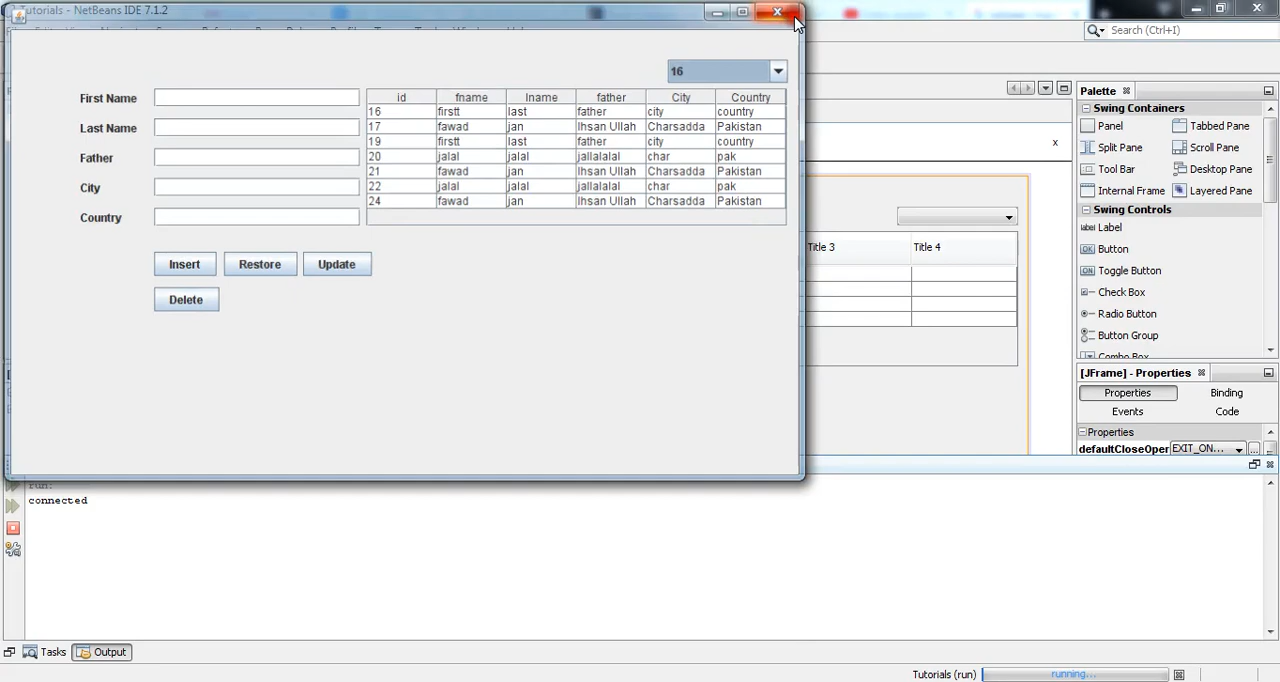 Tutorials - NetBeans IDE 7.1.2
Search (Ctrl+I)
16
First Name
Last Name
Father
City
Country
id fname lname father City Country
16 firstt last father city country
17 fawad jan Ihsan Ullah Charsadda Pakistan
19 firstt last father city country
20 jalal jalal jallalalal char pak
21 fawad jan Ihsan Ullah Charsadda Pakistan
22 jalal jalal jallalalal char pak
24 fawad jan Ihsan Ullah Charsadda Pakistan
Insert Restore Update
Delete
x
Title 3 Title 4
Palette
Swing Containers
Panel Tabbed Pane
Split Pane Scroll Pane
Tool Bar Desktop Pane
Internal Frame Layered Pane
Swing Controls
label Label
OK Button
ON Toggle Button
Check Box
Radio Button
Button Group
Combo Box
[JFrame] - Properties
Properties Binding
Events Code
Properties
defaultCloseOper EXIT_ON... ...
run:
connected
Tasks Output
Tutorials (run) running...